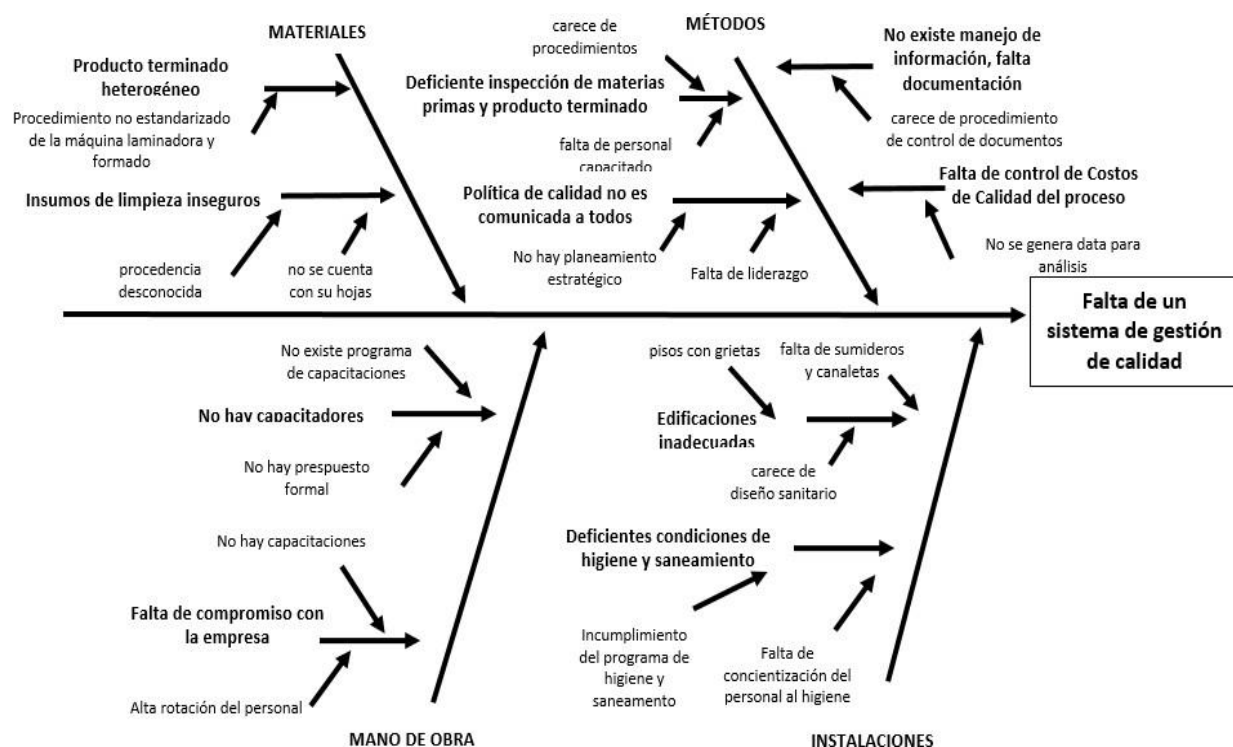 MATERIALES
Producto terminado
heterogéneo
Procedimiento no estandarizado
de la máquina laminadora y
formado
Insumos de limpieza inseguros
procedencia
desconocida
no se cuenta
con su hojas
MÉTODOS
carece de
procedimientos
Deficiente inspección de materias
primas y producto terminado
falta de personal
capacitado
Política de calidad no es
comunicada a todos
No hay planeamiento
estratégico
Falta de liderazgo
No existe manejo de
información, falta
documentación
carece de procedimiento
de control de documentos
Falta de control de Costos
de Calidad del proceso
No se genera data para
análisis
Falta de un
sistema de gestión
de calidad
No existe programa
de capacitaciones
No hay capacitadores
No hay prespuesto
formal
No hay capacitaciones
Falta de compromiso con
la empresa
Alta rotación del personal
MANO DE OBRA
pisos con grietas
falta de sumideros
y canaletas
Edificaciones
inadecuadas
carece de
diseño sanitario
Deficientes condiciones de
higiene y saneamiento
Incumplimiento
del programa de
higiene y
saneamento
Falta de
concientización del
personal al higiene
INSTALACIONES